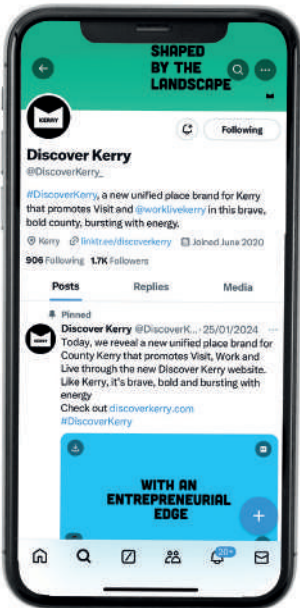 SHAPED
BY THE
LANDSCAPE
KERRY
Following
Discover Kerry
@DiscoverKerry_
#DiscoverKerry, a new unified place brand for Kerry
that promotes Visit and @worklivekerry in this brave,
bold county, bursting with energy.
Kerry linktr.ee/discoverkerry Joined June 2020
906 Following 1.7K Followers
Posts Replies Media
Pinned
Discover Kerry @DiscoverK... · 25/01/2024 ...
Today, we reveal a new unified place brand for
County Kerry that promotes Visit, Work and
Live through the new Discover Kerry website.
Like Kerry, it's brave, bold and bursting with
energy
Check out discoverkerry.com
#DiscoverKerry
WITH AN
ENTREPRENEURIAL
EDGE
20+